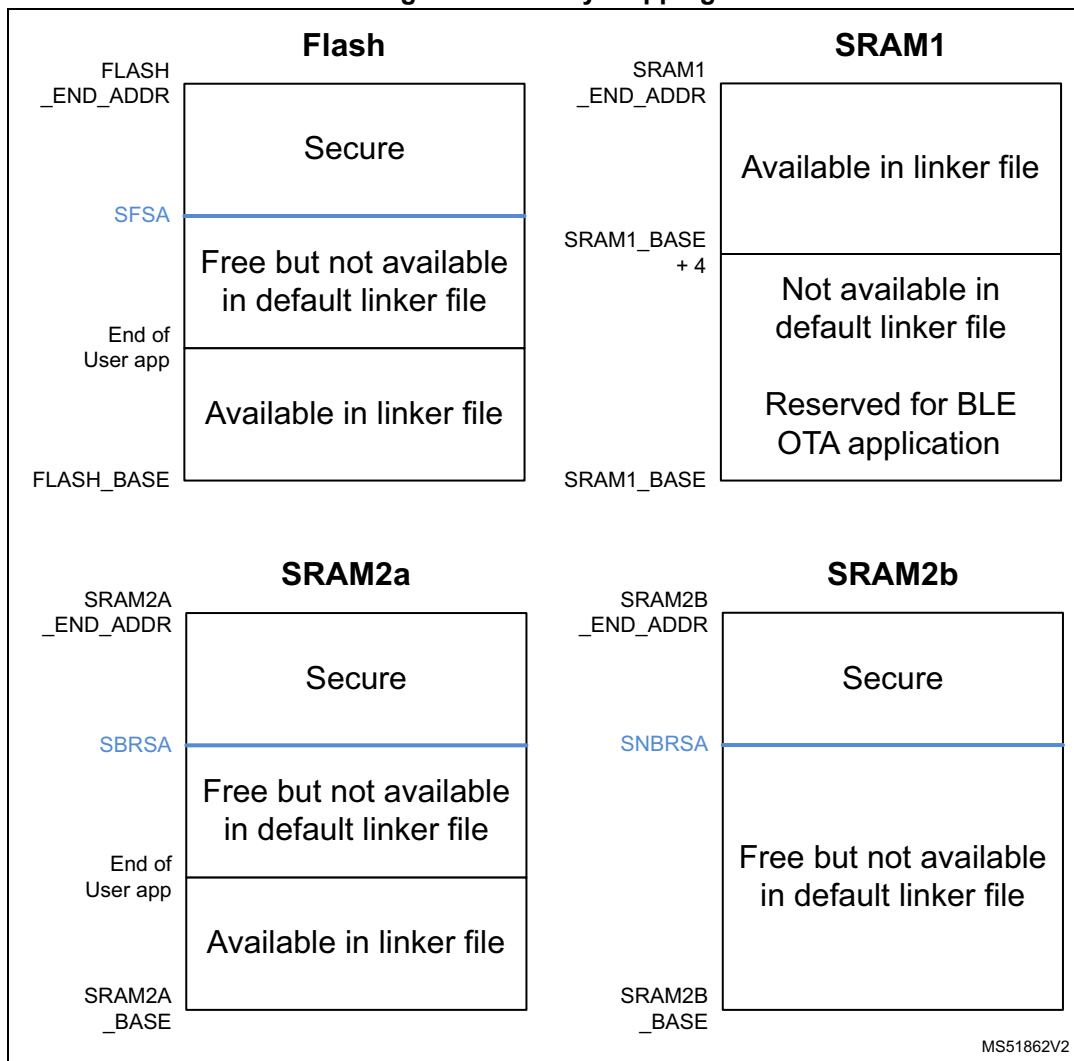 Flash
FLASH
_END_ADDR
Secure
SFSA
Free but not available
in default linker file
End of
User app
Available in linker file
FLASH_BASE
SRAM1
SRAM1
_END_ADDR
Available in linker file
SRAM1_BASE
+ 4
Not available in
default linker file
Reserved for BLE
OTA application
SRAM1_BASE
SRAM2a
SRAM2A
_END_ADDR
Secure
SBRSA
Free but not available
in default linker file
End of
User app
Available in linker file
SRAM2A
_BASE
SRAM2b
SRAM2B
_END_ADDR
Secure
SNBRSA
Free but not available
in default linker file
SRAM2B
_BASE
MS51862V2